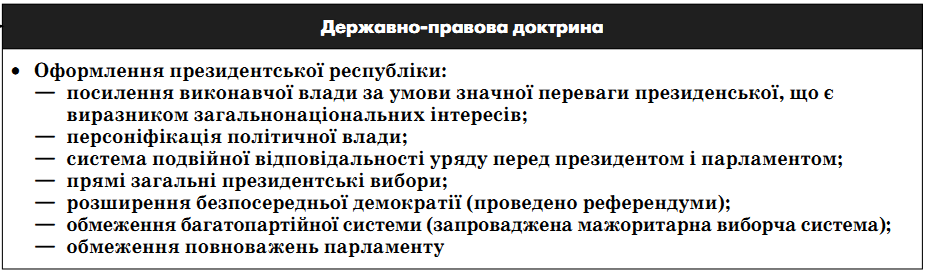 Державно-правова доктрина
• Оформлення президентської республіки:
— посилення виконавчої влади за умови значної переваги президенської, що є
виразником загальнонаціональних інтересів;
— персоніфікація політичної влади;
— система подвійної відповідальності уряду перед президентом і парламентом;
— прямі загальні президентські вибори;
— розширення безпосередньої демократії (проведено референдуми);
— обмеження багатопартійної системи (запроваджена мажоритарна виборча система);
— обмеження повноважень парламенту